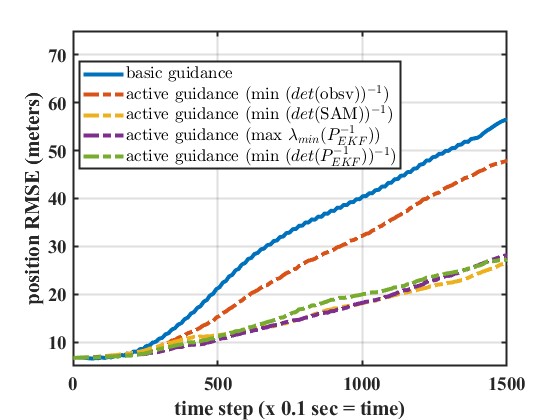 70
60
50
40
30
20
10
position RMSE (meters)
basic guidance
active guidance (min (det(obsv))⁻¹)
active guidance (min (det(SAM))⁻¹)
active guidance (max λ_min(P_EKF⁻¹))
active guidance (min (det(P_EKF⁻¹))⁻¹)
0 500 1000 1500
time step (x 0.1 sec = time)